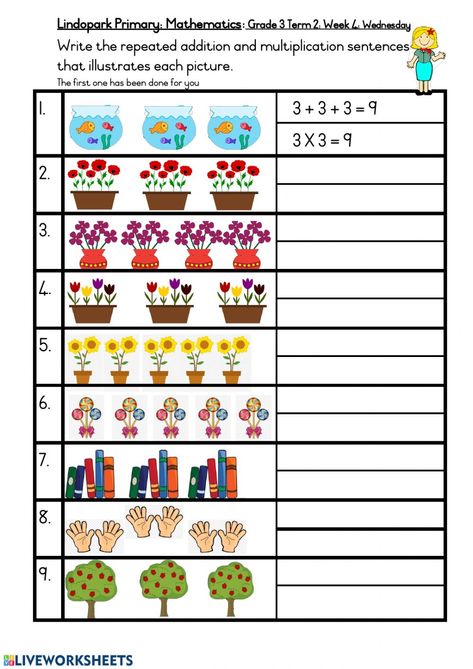 Lindopark Primary: Mathematics: Grade 3 Term 2: Week 4: Wednesday
Write the repeated addition and multiplication sentences
that illustrates each picture.
The first one has been done for you
1.
3 + 3 + 3 = 9
3 X 3 = 9
2.
3.
4.
5.
6.
7.
8.
9.
LIVEWORKSHEETS